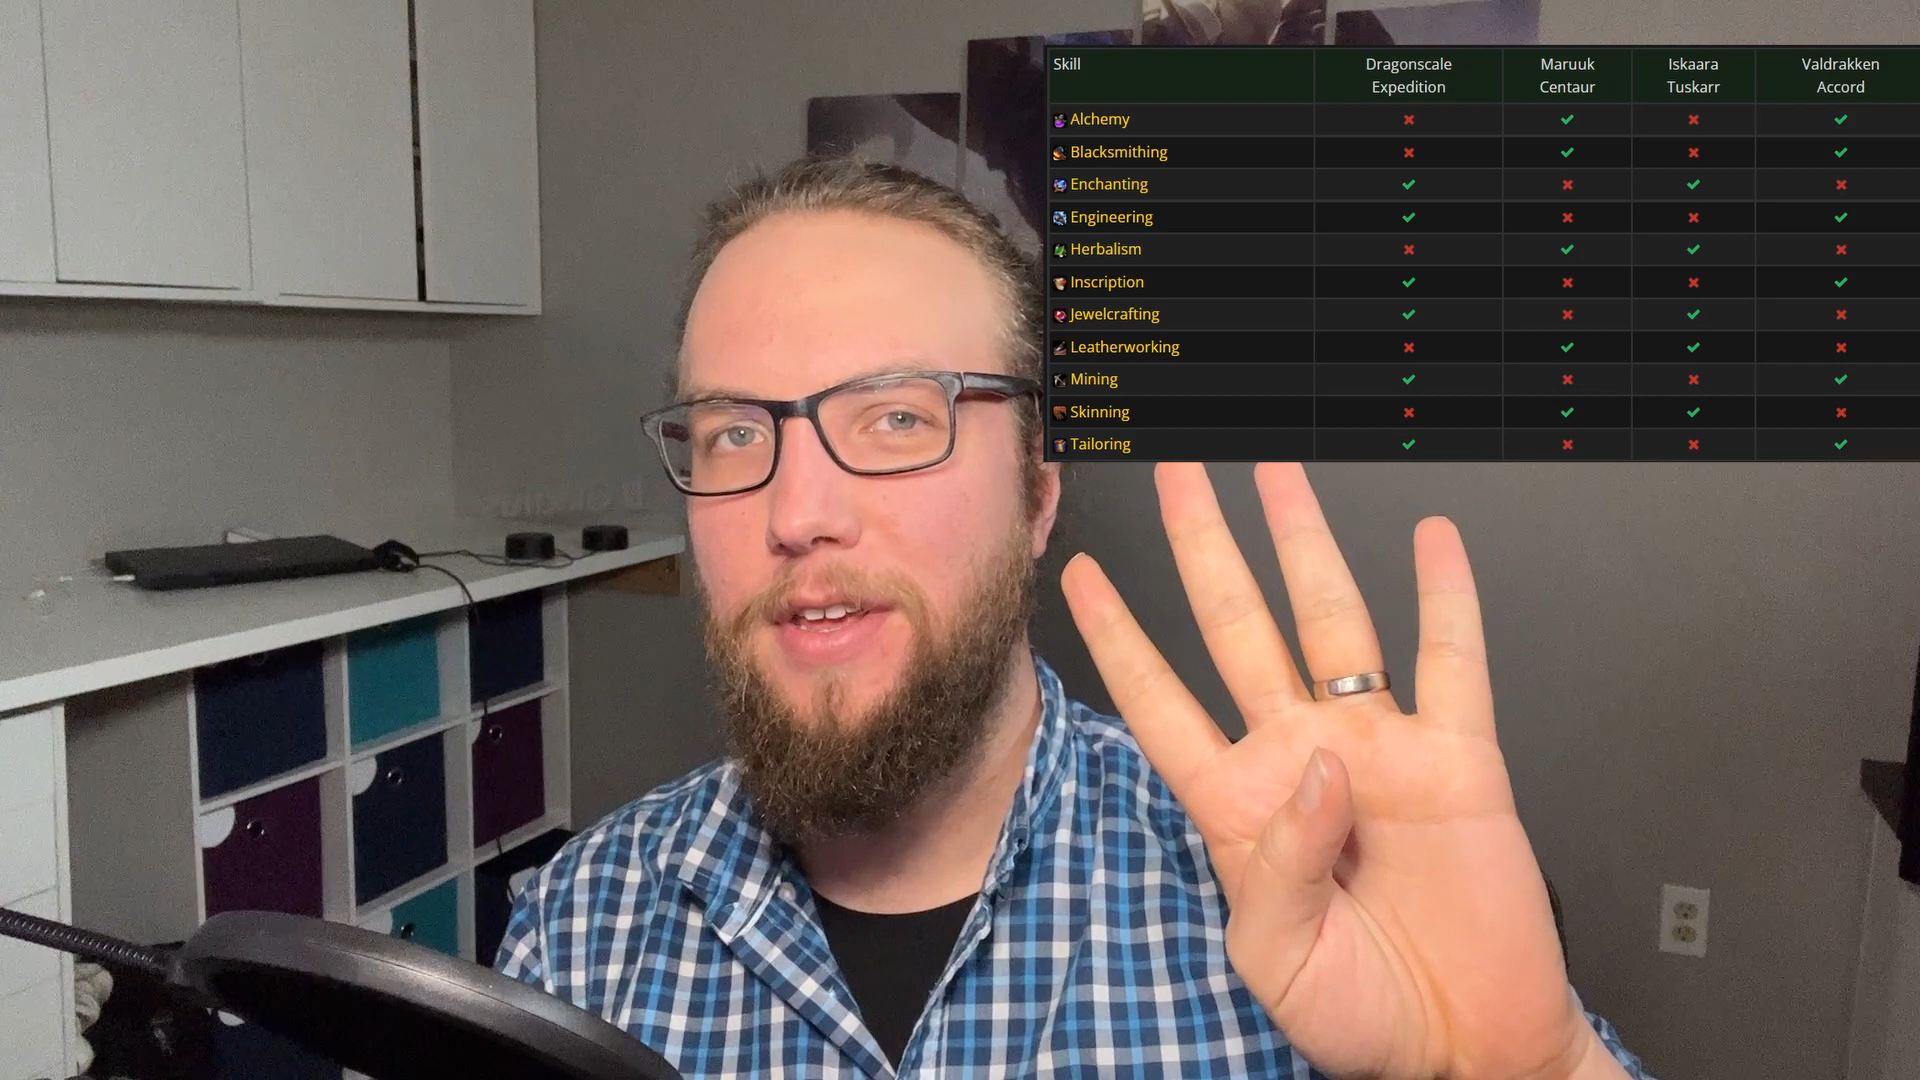 Skill Dragonscale Expedition Maruuk Centaur Iskaara Tuskarr Valdrakken Accord
Alchemy
Blacksmithing
Enchanting
Engineering
Herbalism
Inscription
Jewelcrafting
Leatherworking
Mining
Skinning
Tailoring